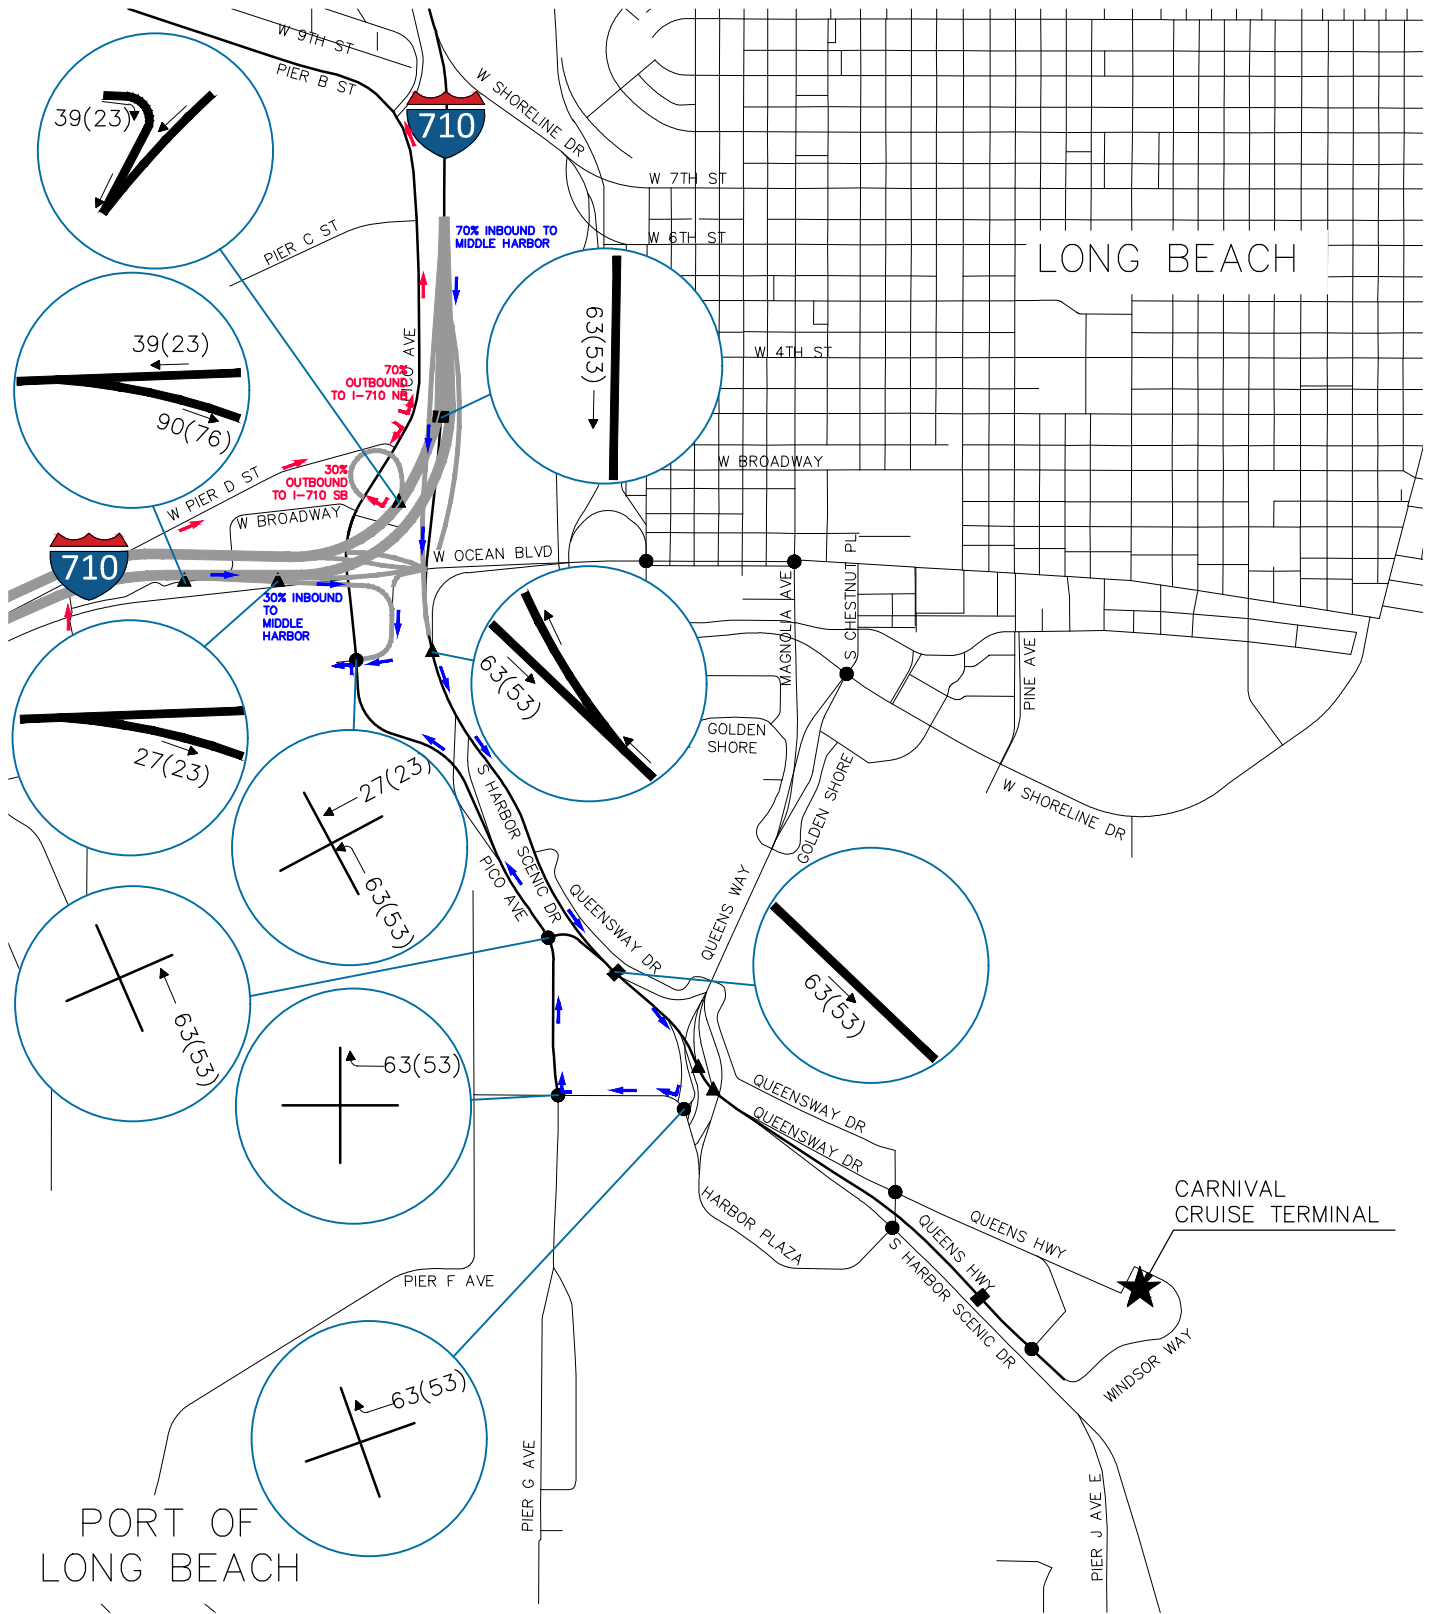 W 9TH ST
PIER B ST
W SHORELINE DR
39(23)
710
W 7TH ST
W 6TH ST
PIER C ST
70% INBOUND TO
MIDDLE HARBOR
LONG BEACH
39(23)
90(76)
PICO AVE
63(53)
W 4TH ST
70%
OUTBOUND
TO I-710 NB
W BROADWAY
30%
OUTBOUND
TO I-710 SB
W PIER D ST
W BROADWAY
W OCEAN BLVD
710
30% INBOUND
TO
MIDDLE
HARBOR
MAGNOLIA AVE
S CHESTNUT PL
PINE AVE
63(53)
27(23)
GOLDEN
SHORE
GOLDEN SHORE
W SHORELINE DR
27(23)
63(53)
S HARBOR SCENIC DR
PICO AVE
QUEENSWAY DR
QUEENS WAY
63(53)
63(53)
63(53)
QUEENSWAY DR
QUEENSWAY DR
HARBOR PLAZA
QUEENS HWY
QUEENS HWY
S HARBOR SCENIC DR
CARNIVAL
CRUISE TERMINAL
WINDSOR WAY
PIER F AVE
63(53)
PIER G AVE
PIER J AVE E
PORT OF
LONG BEACH